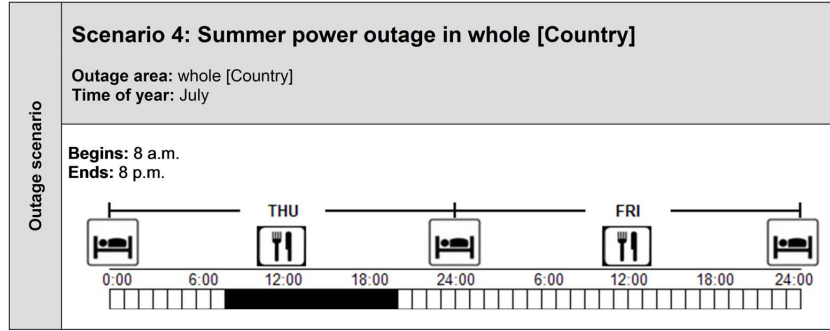 Outage scenario
Scenario 4: Summer power outage in whole [Country]
Outage area: whole [Country]
Time of year: July
Begins: 8 a.m.
Ends: 8 p.m.
THU FRI
0:00 6:00 12:00 18:00 24:00 6:00 12:00 18:00 24:00